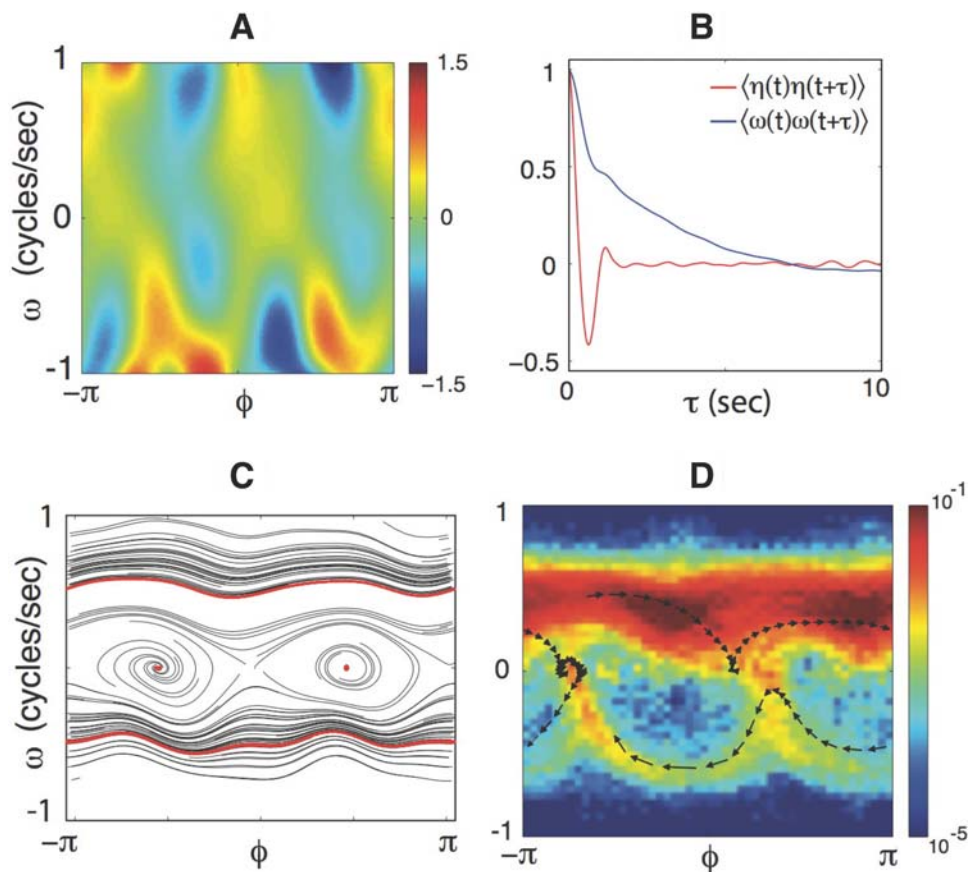 A
1
0
-1
ω (cycles/sec)
-π
ϕ
π
1.5
0
-1.5
B
1
0.5
0
-0.5
⟨η(t)η(t+τ)⟩
⟨ω(t)ω(t+τ)⟩
0
10
τ (sec)
C
1
0
-1
ω (cycles/sec)
-π
ϕ
π
D
1
0
-1
-π
ϕ
π
10⁻¹
10⁻⁵